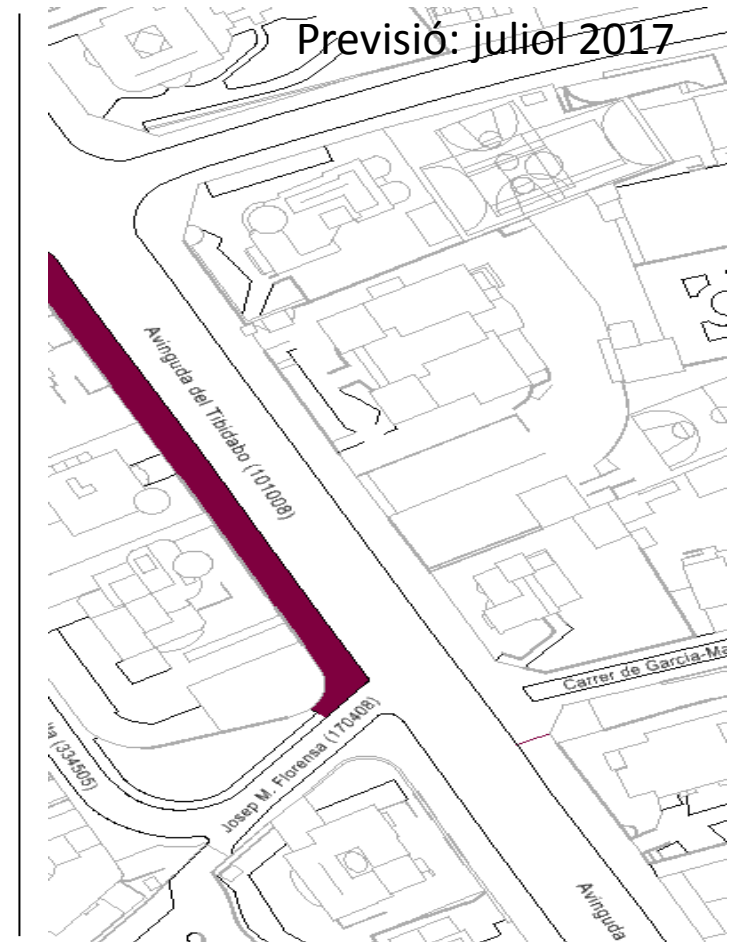 Previsió: juliol 2017
Avinguda del Tibidabo (101008)
Carrer de Garcia-Ma
(334505)
Josep M. Florensa (170408)
Avinguda